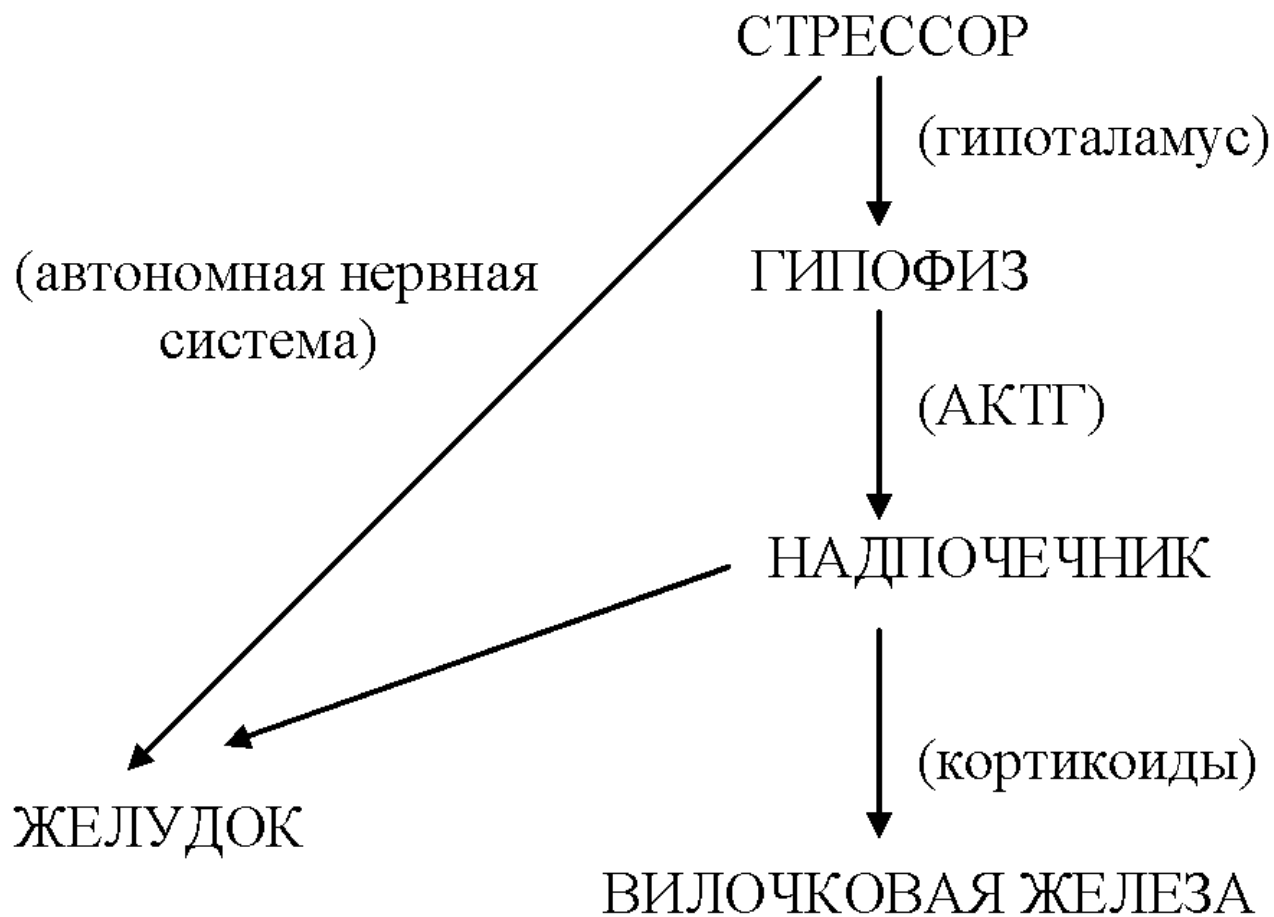 СТРЕССОР
(гипоталамус)
(автономная нервная
система)
ГИПОФИЗ
(АКТГ)
НАДПОЧЕЧНИК
(кортикоиды)
ЖЕЛУДОК
ВИЛОЧКОВАЯ ЖЕЛЕЗА